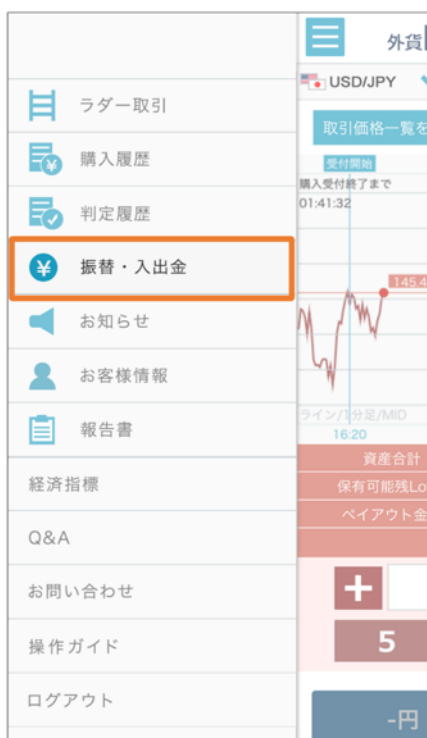 外貨
USD/JPY
ラダー取引
取引価格一覧を
購入履歴
受付開始
購入受付終了まで
01:41:32
判定履歴
振替・入出金
145.4
お知らせ
お客様情報
ライン/1分足/MID
報告書
16:20
資産合計
経済指標
保有可能残Lo
ペイアウト金
Q&A
お問い合わせ
+
5
操作ガイド
ログアウト
-円